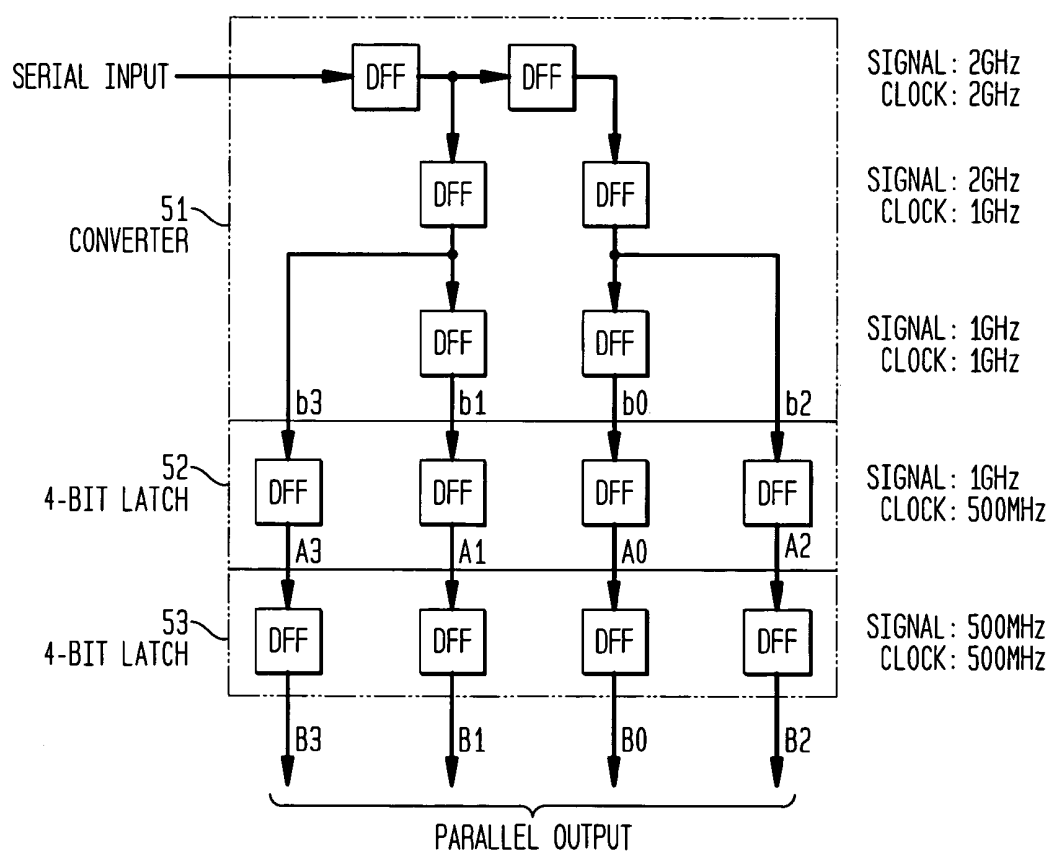 SERIAL INPUT
DFF DFF
SIGNAL: 2GHz
CLOCK: 2GHz
DFF DFF
SIGNAL: 2GHz
CLOCK: 1GHz
51
CONVERTER
DFF DFF
SIGNAL: 1GHz
CLOCK: 1GHz
b3 b1 b0 b2
52
4-BIT LATCH
DFF DFF DFF DFF
SIGNAL: 1GHz
CLOCK: 500MHz
A3 A1 A0 A2
53
4-BIT LATCH
DFF DFF DFF DFF
SIGNAL: 500MHz
CLOCK: 500MHz
B3 B1 B0 B2
PARALLEL OUTPUT